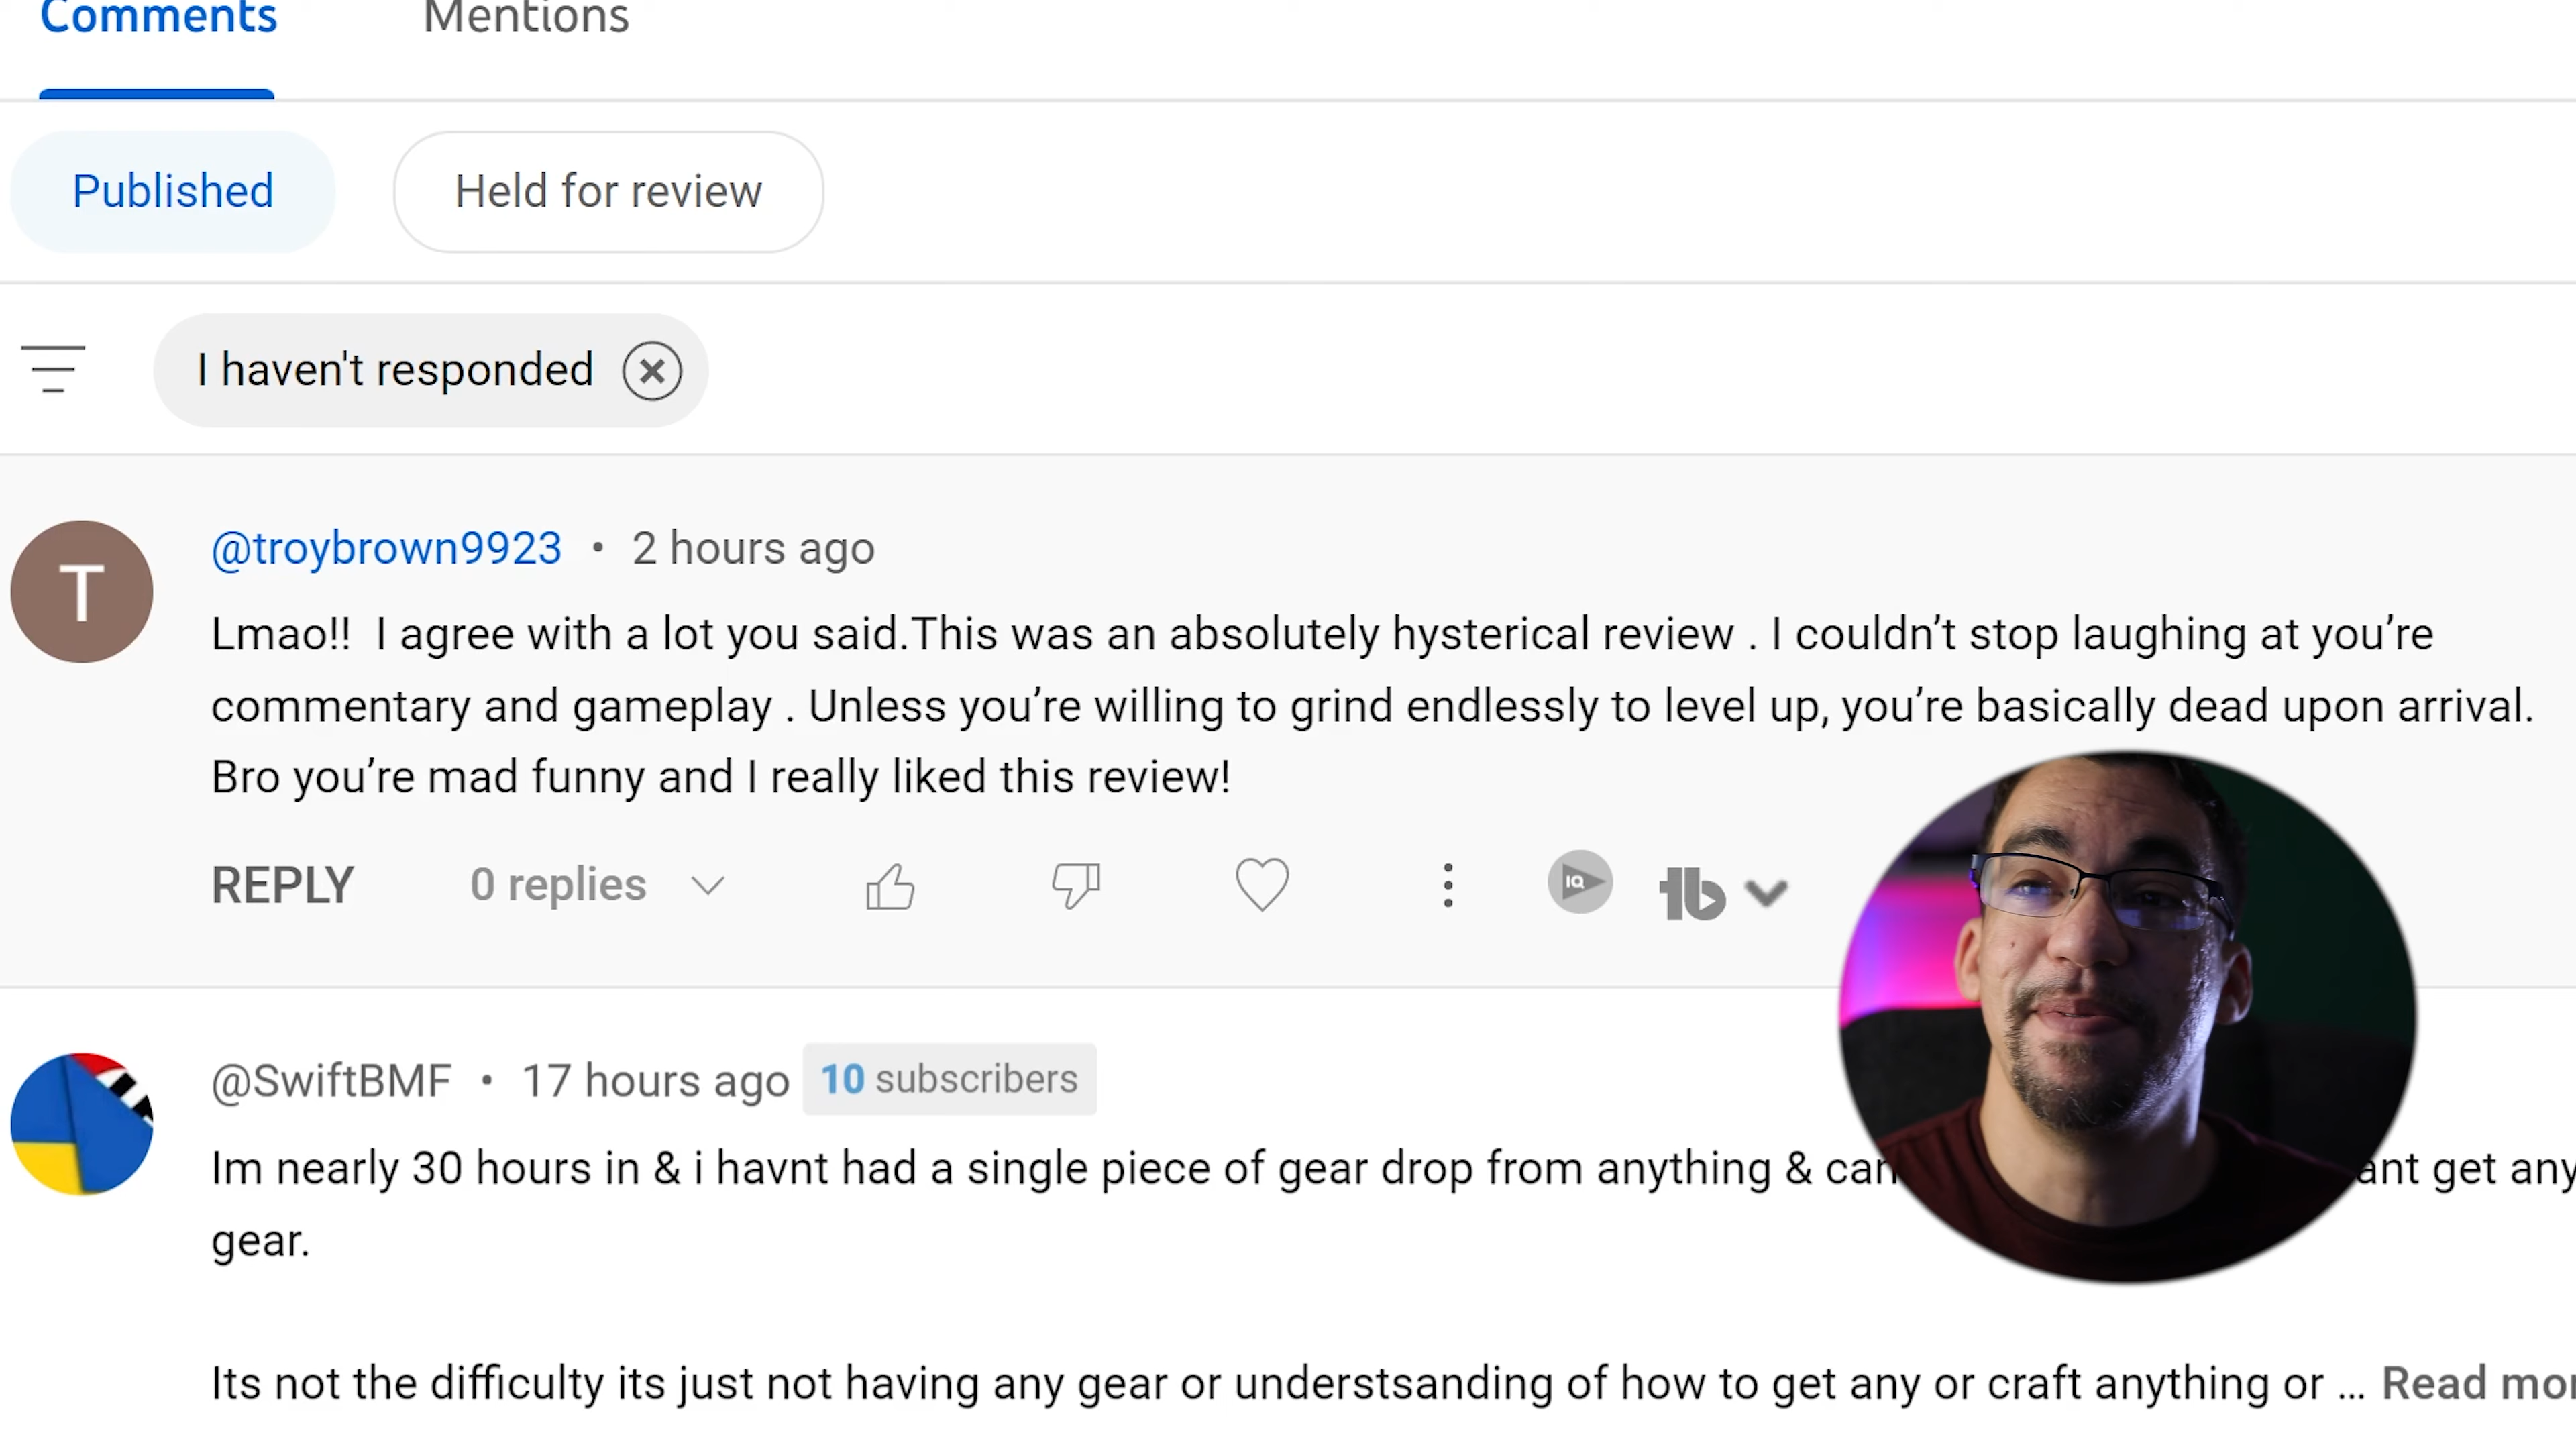 Comments Mentions
Published Held for review
I haven't responded
T
@troybrown9923 • 2 hours ago
Lmao!!  I agree with a lot you said.This was an absolutely hysterical review . I couldn’t stop laughing at you’re
commentary and gameplay . Unless you’re willing to grind endlessly to level up, you’re basically dead upon arrival.
Bro you’re mad funny and I really liked this review!
REPLY 0 replies IQ tb
@SwiftBMF • 17 hours ago 10 subscribers
Im nearly 30 hours in & i havnt had a single piece of gear drop from anything & get any
gear.
Its not the difficulty its just not having any gear or understsanding of how to get any or craft anything or ... Read